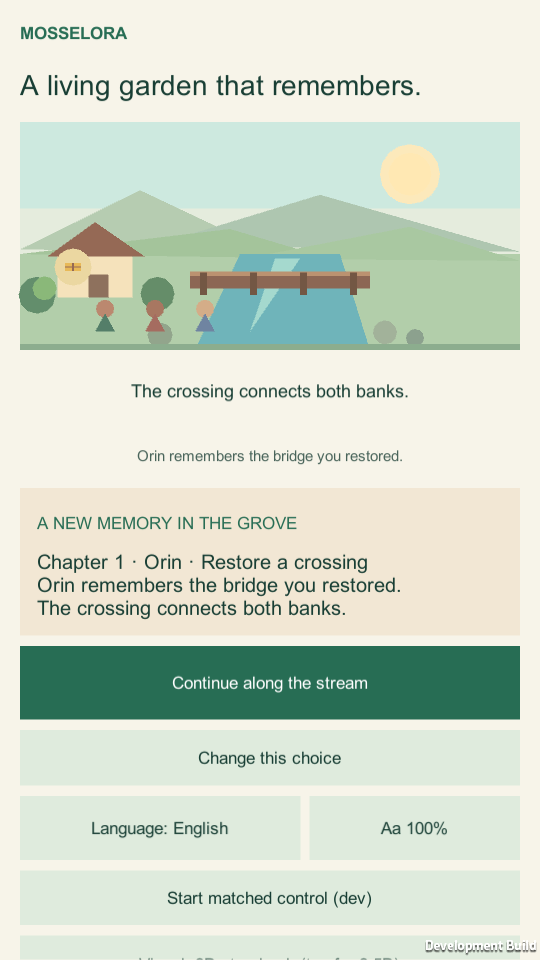 MOSSELORA
A living garden that remembers.
The crossing connects both banks.
Orin remembers the bridge you restored.
A NEW MEMORY IN THE GROVE
Chapter 1 · Orin · Restore a crossing
Orin remembers the bridge you restored.
The crossing connects both banks.
Continue along the stream
Change this choice
Language: English
Aa 100%
Start matched control (dev)
Development Build